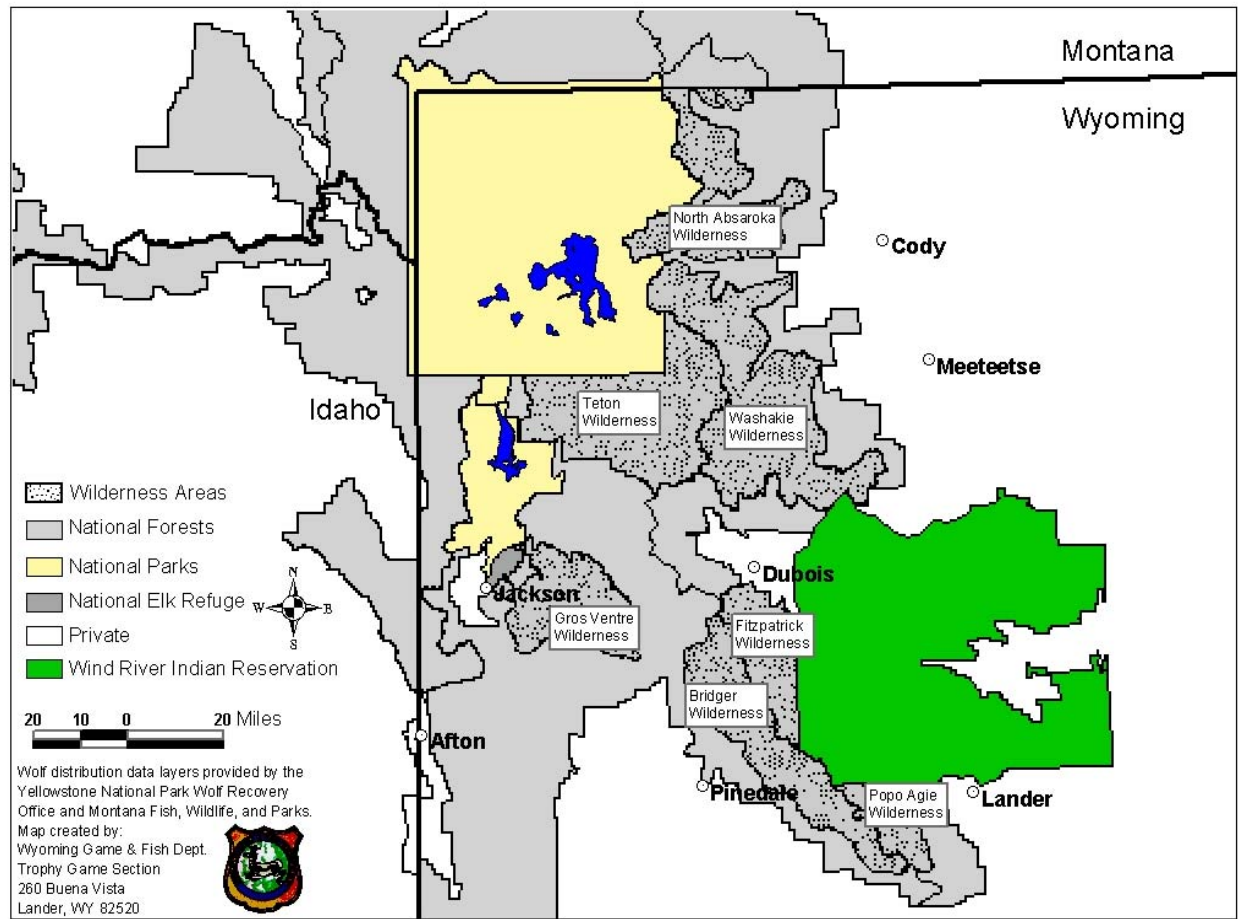 Montana
Wyoming
North Absaroka
Wilderness
Cody
Meeteetse
Idaho
Teton
Wilderness
Washakie
Wilderness
Wilderness Areas
National Forests
National Parks
National Elk Refuge
Private
Wind River Indian Reservation
N
W
E
S
Dubois
Jackson
Gros Ventre
Wilderness
Fitzpatrick
Wilderness
Bridger
Wilderness
20 10 0 20 Miles
Afton
Pinedale
Popo Agie
Wilderness
Lander
Wolf distribution data layers provided by the
Yellowstone National Park Wolf Recovery
Office and Montana Fish, Wildlife, and Parks.
Map created by:
Wyoming Game & Fish Dept.
Trophy Game Section
260 Buena Vista
Lander, WY 82520